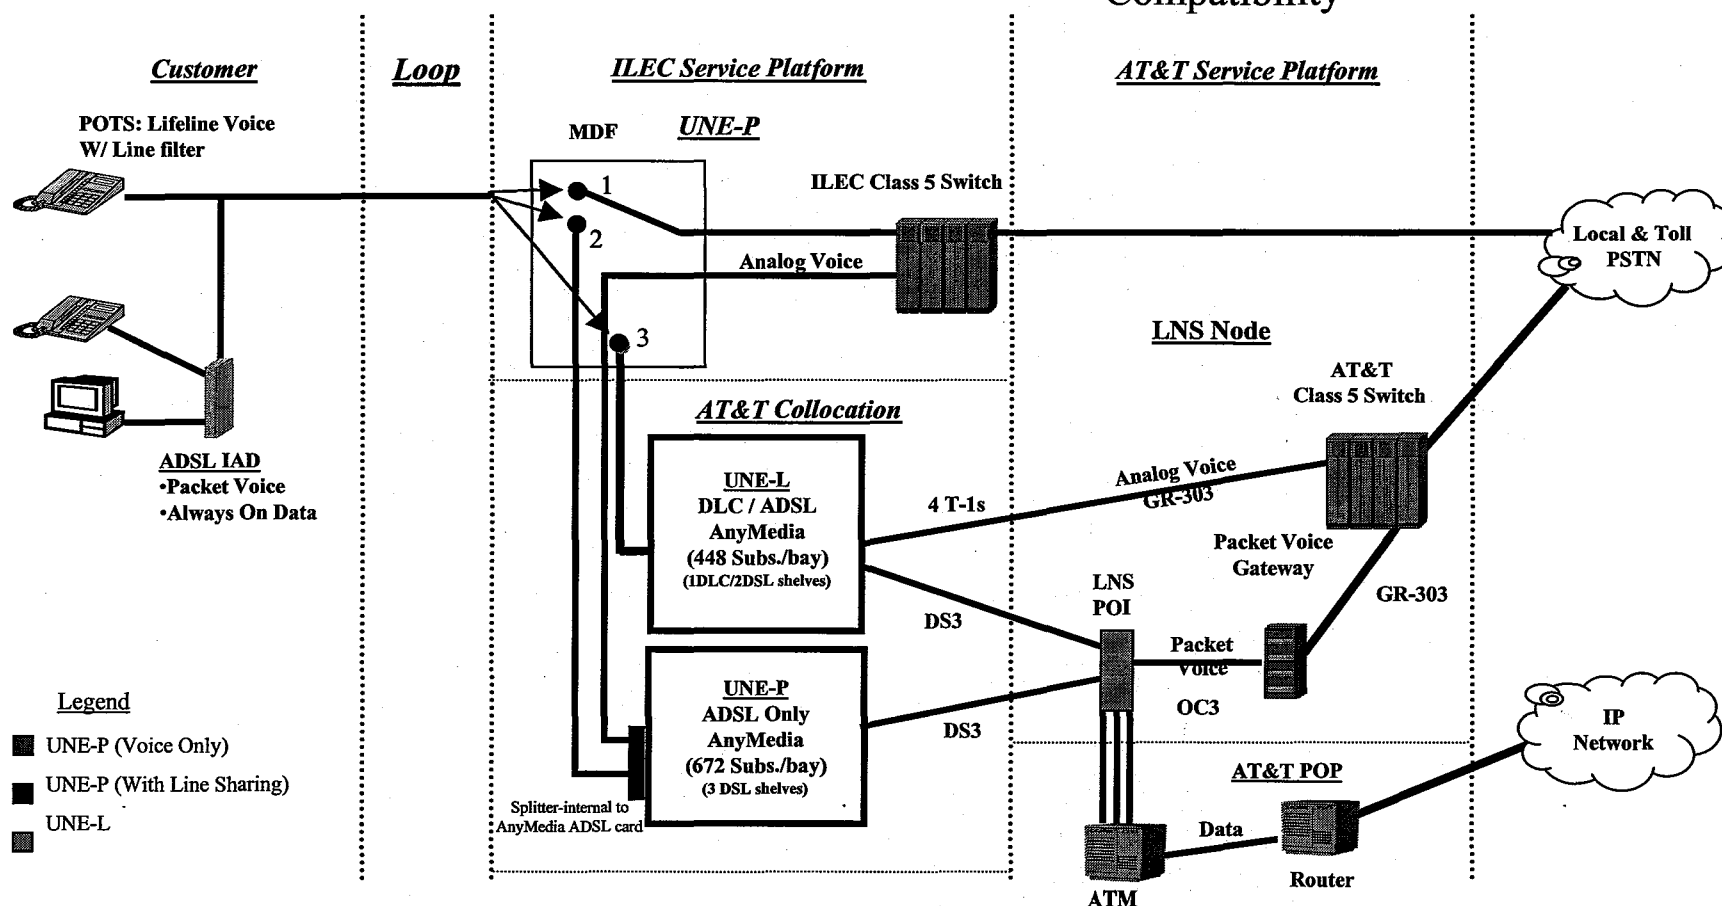 Compatibility
Customer
Loop
ILEC Service Platform
AT&T Service Platform
POTS: Lifeline Voice
W/ Line filter
MDF
UNE-P
1
2
3
ILEC Class 5 Switch
Analog Voice
Local & Toll
PSTN
LNS Node
AT&T
Class 5 Switch
ADSL IAD
•Packet Voice
•Always On Data
AT&T Collocation
UNE-L
DLC / ADSL
AnyMedia
(448 Subs./bay)
(1DLC/2DSL shelves)
4 T-1s
Analog Voice
GR-303
Packet Voice
Gateway
GR-303
LNS
POI
DS3
Packet
Voice
OC3
UNE-P
ADSL Only
AnyMedia
(672 Subs./bay)
(3 DSL shelves)
DS3
Splitter-internal to
AnyMedia ADSL card
AT&T POP
Data
Router
ATM
IP
Network
Legend
UNE-P (Voice Only)
UNE-P (With Line Sharing)
UNE-L